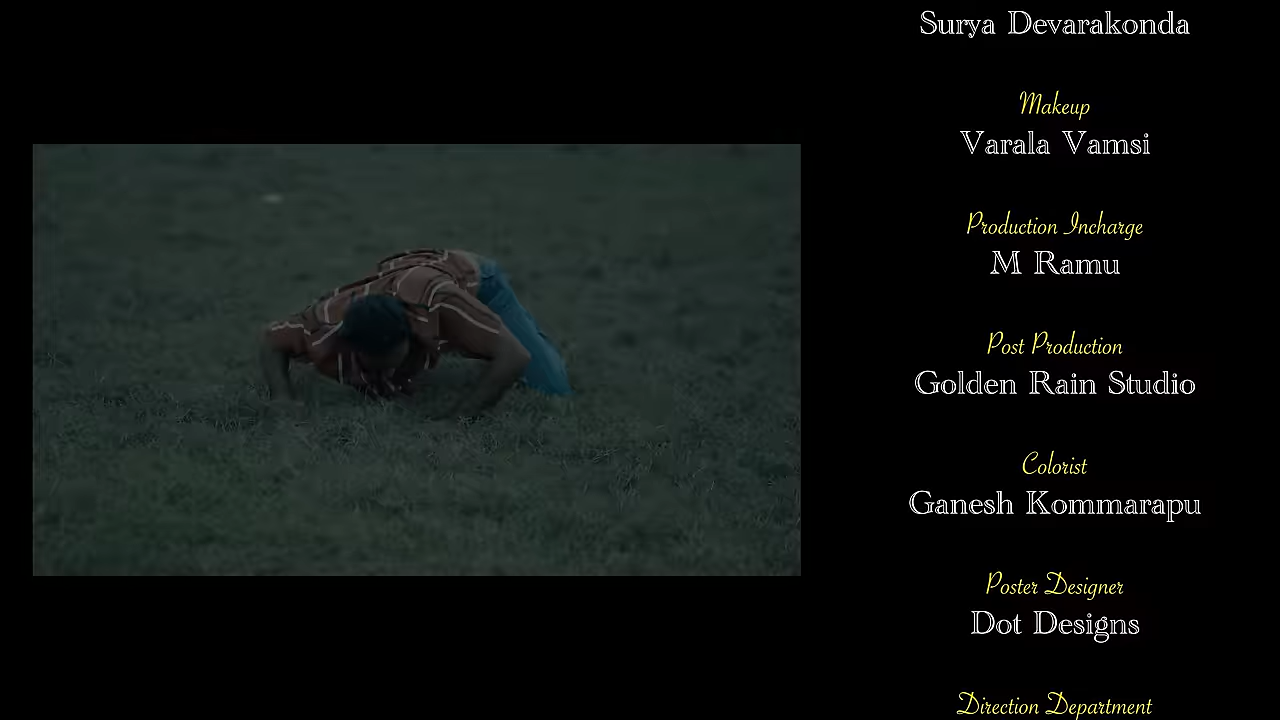 Surya Devarakonda
Makeup
Varala Vamsi
Production Incharge
M Ramu
Post Production
Golden Rain Studio
Colorist
Ganesh Kommarapu
Poster Designer
Dot Designs
Direction Department